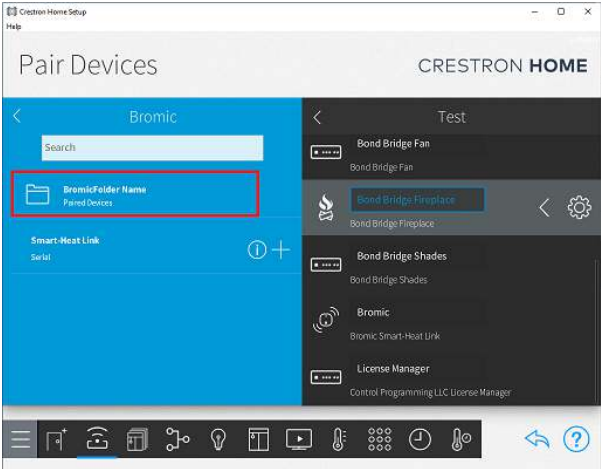 Crestron Home Setup
Help
Pair Devices
CRESTRON HOME
Bromic
Search
BromicFolder Name
Paired Devices
Smart-Heat Link
Serial
Test
Bond Bridge Fan
Bond Bridge Fan
Bond Bridge Fireplace
Bond Bridge Fireplace
Bond Bridge Shades
Bond Bridge Shades
Bromic
Bromic Smart-Heat Link
License Manager
Control Programming LLC License Manager